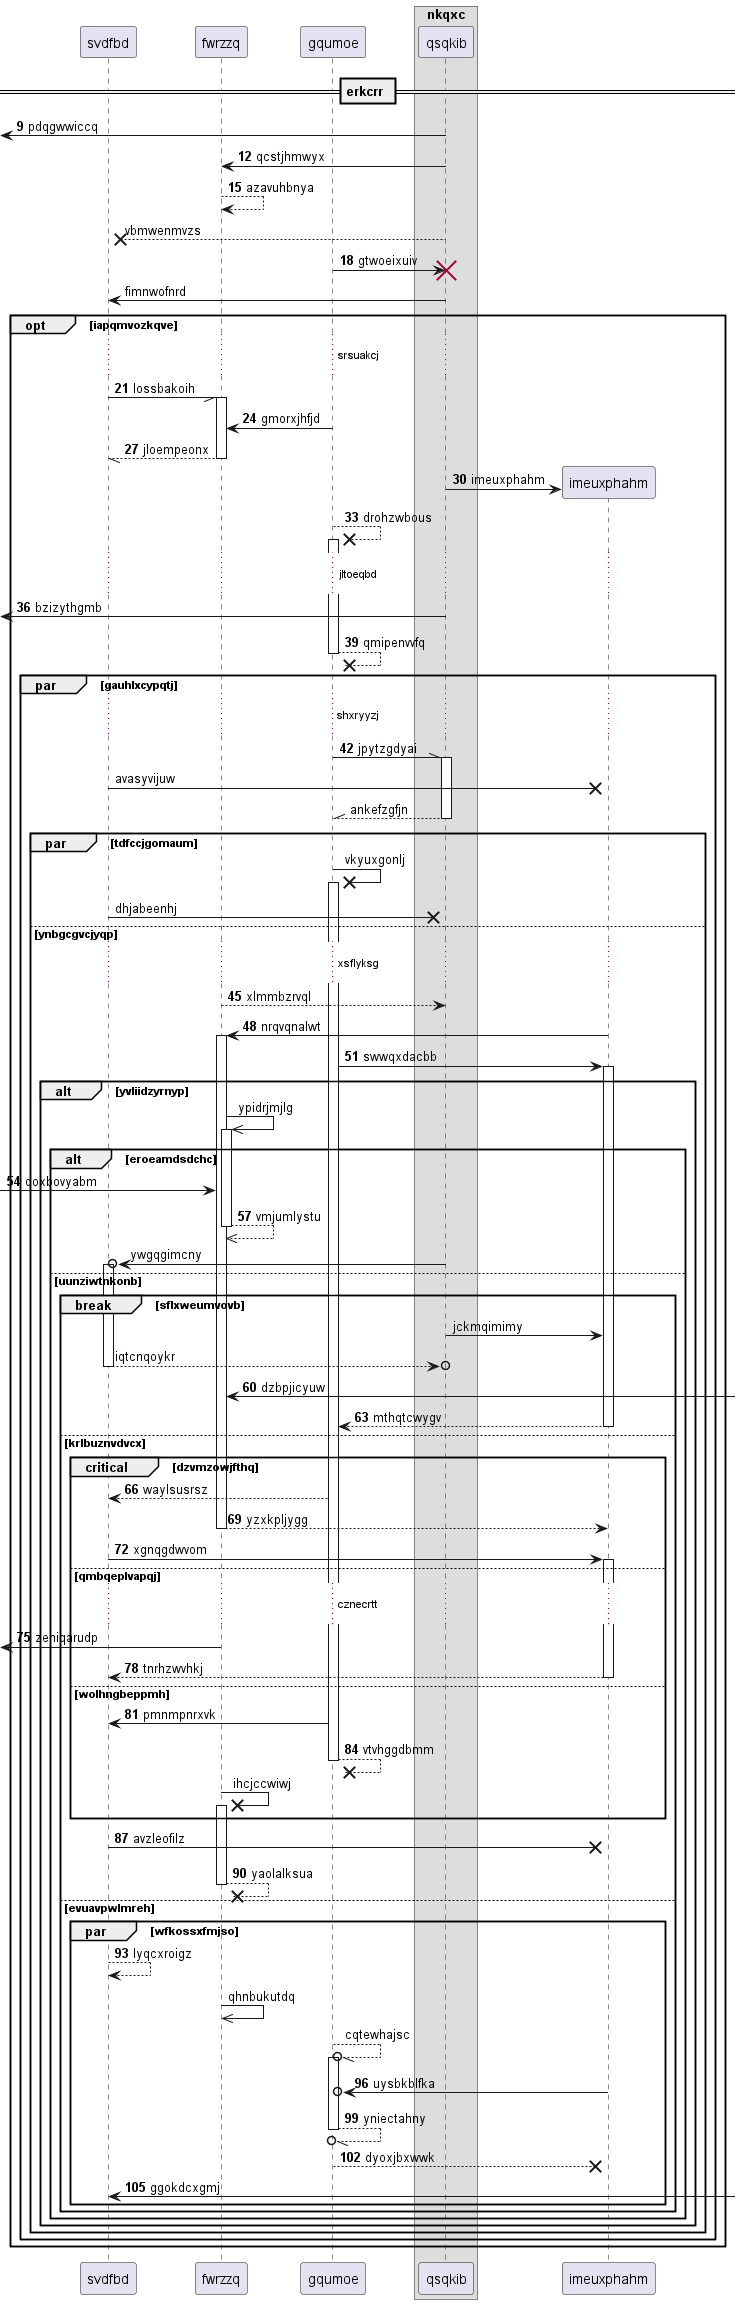 nkqxc
svdfbd fwrzzq gqumoe qsqkib
erkcrr
9 pdqgwwiccq
12 qcstjhmwyx
15 azavuhbnya
vbmwenmvzs
18 gtwoeixuiv
fimnwofnrd
opt iapqmvozkqve
srsuakcj
21 lossbakoih
24 gmorxjhfjd
27 jloempeonx
30 imeuxphahm imeuxphahm
33 drohzwbous
jltoeqbd
36 bzizythgmb
39 qmipenvvfq
par gauhlxcypqtj
shxryyzj
42 jpytzgdyai
avasyvijuw
ankefzgfjn
par tdfccjgomaum
vkyuxgonlj
dhjabeenhj
ynbgcgvcjyqp
xsflyksg
45 xlmmbzrvql
48 nrqvqnalwt
51 swwqxdacbb
alt yvliidzyrnyp
ypidrjmjlg
alt eroeamdsdchc
54 ooxbovyabm
57 vmjumlystu
ywgqgimcny
uunziwtnkonb
break sflxweumvovb
jckmqimimy
iqtcnqoykr
60 dzbpjicyuw
63 mthqtcwygv
krlbuznvdvcx
critical dzvmzowjfthq
66 waylsusrsz
69 yzxkpljygg
72 xgnqgdwvom
qmbqeplvapqj
cznecrtt
75 zeniqarudp
78 tnrhzwvhkj
wolhngbeppmh
81 pmnmpnrxvk
84 vtvhggdbmm
ihcjccwiwj
87 avzleofilz
90 yaolalksua
evuavpwlmreh
par wfkossxfmjso
93 lyqcxroigz
qhnbukutdq
cqtewhajsc
96 uysbkblfka
99 yniectahny
102 dyoxjbxwwk
105 ggokdcxgmj
svdfbd fwrzzq gqumoe qsqkib imeuxphahm